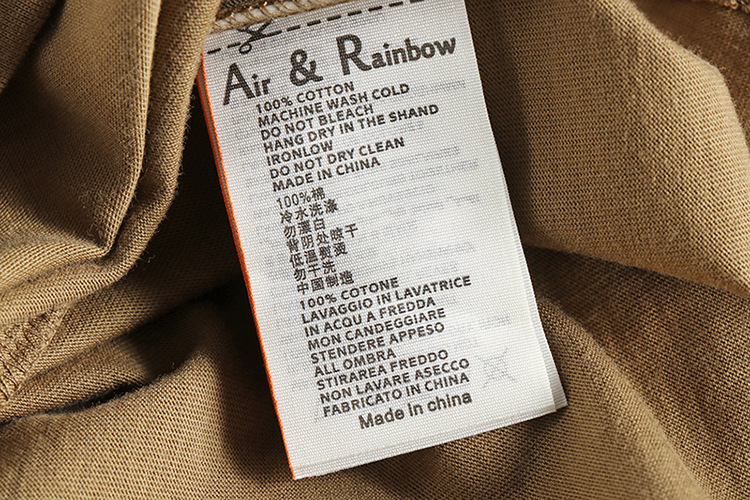 Air & Rainbow
100% COTTON
MACHINE WASH COLD
DO NOT BLEACH
HANG DRY IN THE SHAND
IRONLOW
DO NOT DRY CLEAN
MADE IN CHINA
100%棉
冷水洗涤
勿漂白
背阴处晾干
低温熨烫
勿干洗
中国制造
100% COTONE
LAVAGGIO IN LAVATRICE
IN ACQU A FREDDA
MON CANDEGGIARE
STENDERE APPESO
ALL OMBRA
STIRAREA FREDDO
NON LAVARE ASECCO
FABRICATO IN CHINA
Made in china